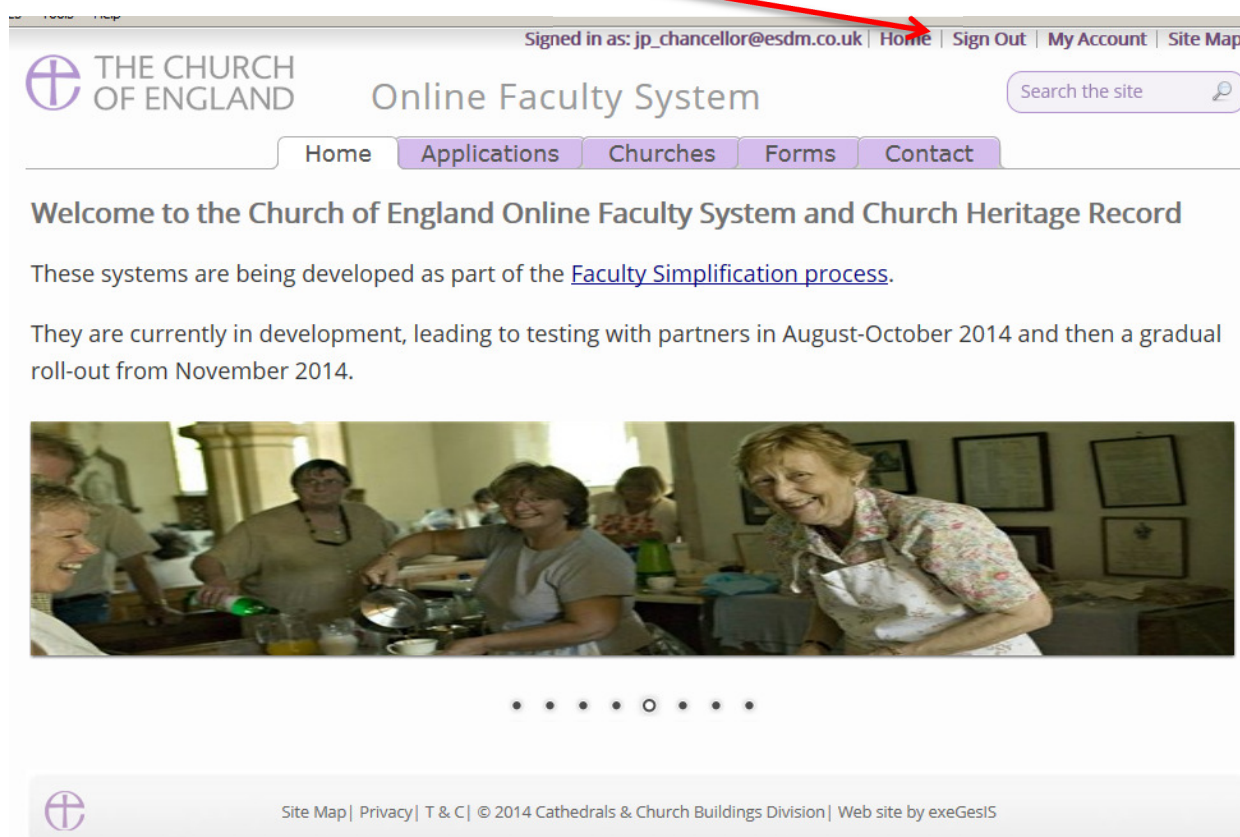 Signed in as: jp_chancellor@esdm.co.uk | Home | Sign Out | My Account | Site Map
THE CHURCH
OF ENGLAND
Online Faculty System
Search the site
Home Applications Churches Forms Contact
Welcome to the Church of England Online Faculty System and Church Heritage Record
These systems are being developed as part of the Faculty Simplification process.
They are currently in development, leading to testing with partners in August-October 2014 and then a gradual
roll-out from November 2014.
Site Map| Privacy| T & C| © 2014 Cathedrals & Church Buildings Division| Web site by exeGesIS